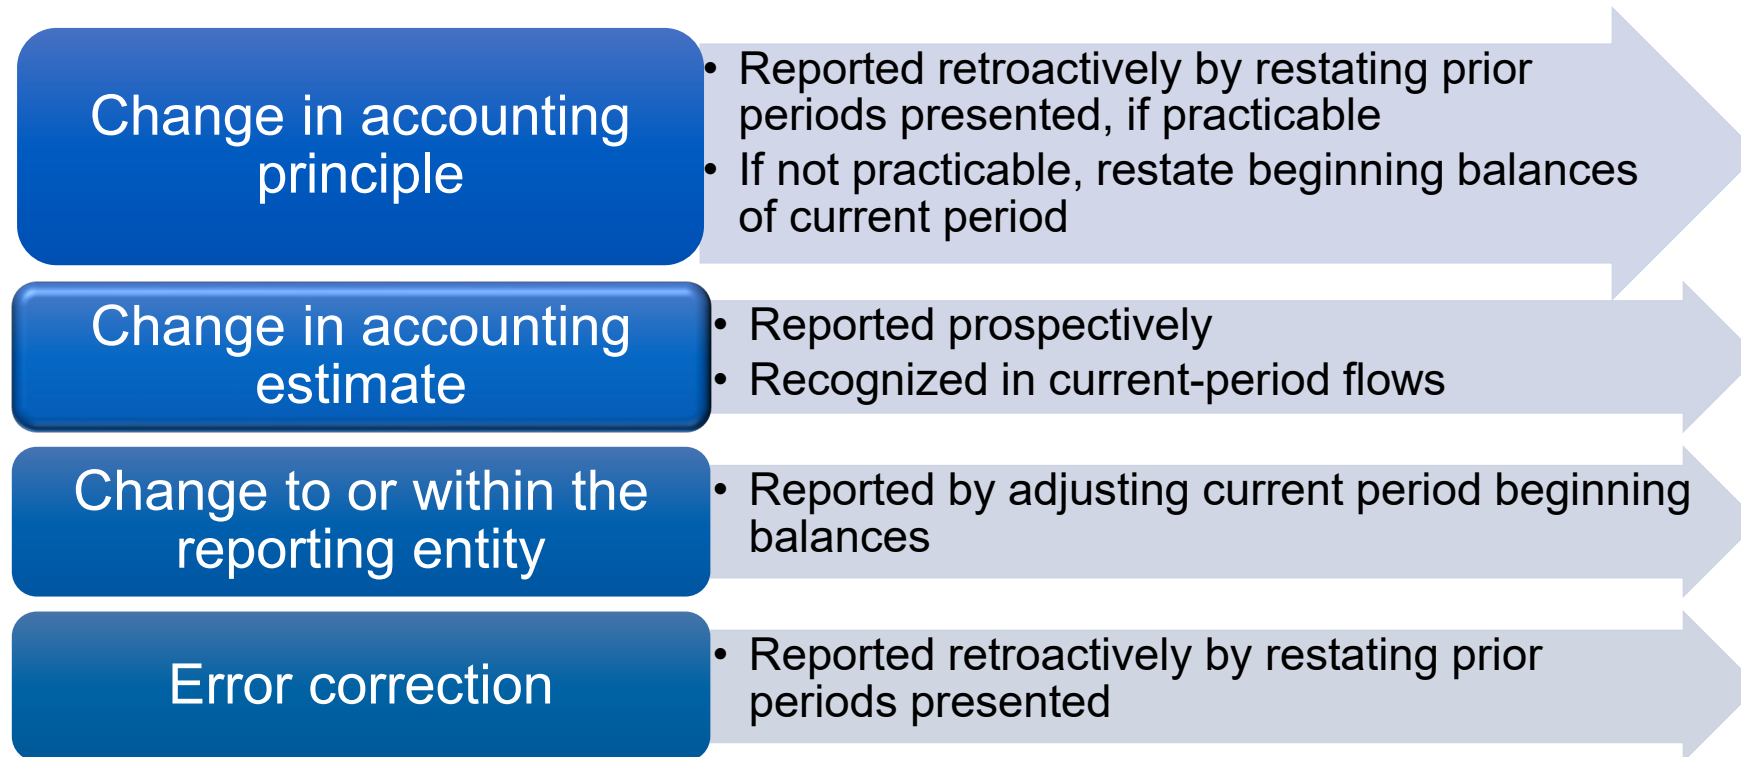 Change in accounting
principle
• Reported retroactively by restating prior
periods presented, if practicable
• If not practicable, restate beginning balances
of current period
Change in accounting
estimate
• Reported prospectively
• Recognized in current-period flows
Change to or within the
reporting entity
• Reported by adjusting current period beginning
balances
Error correction
• Reported retroactively by restating prior
periods presented